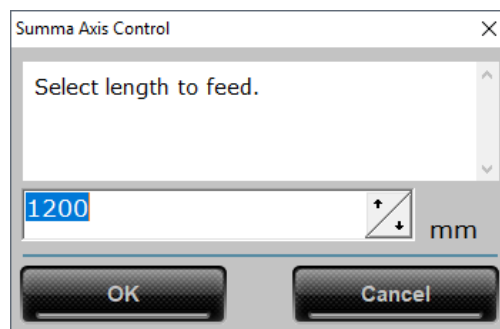 Summa Axis Control
Select length to feed.
1200
mm
OK
Cancel